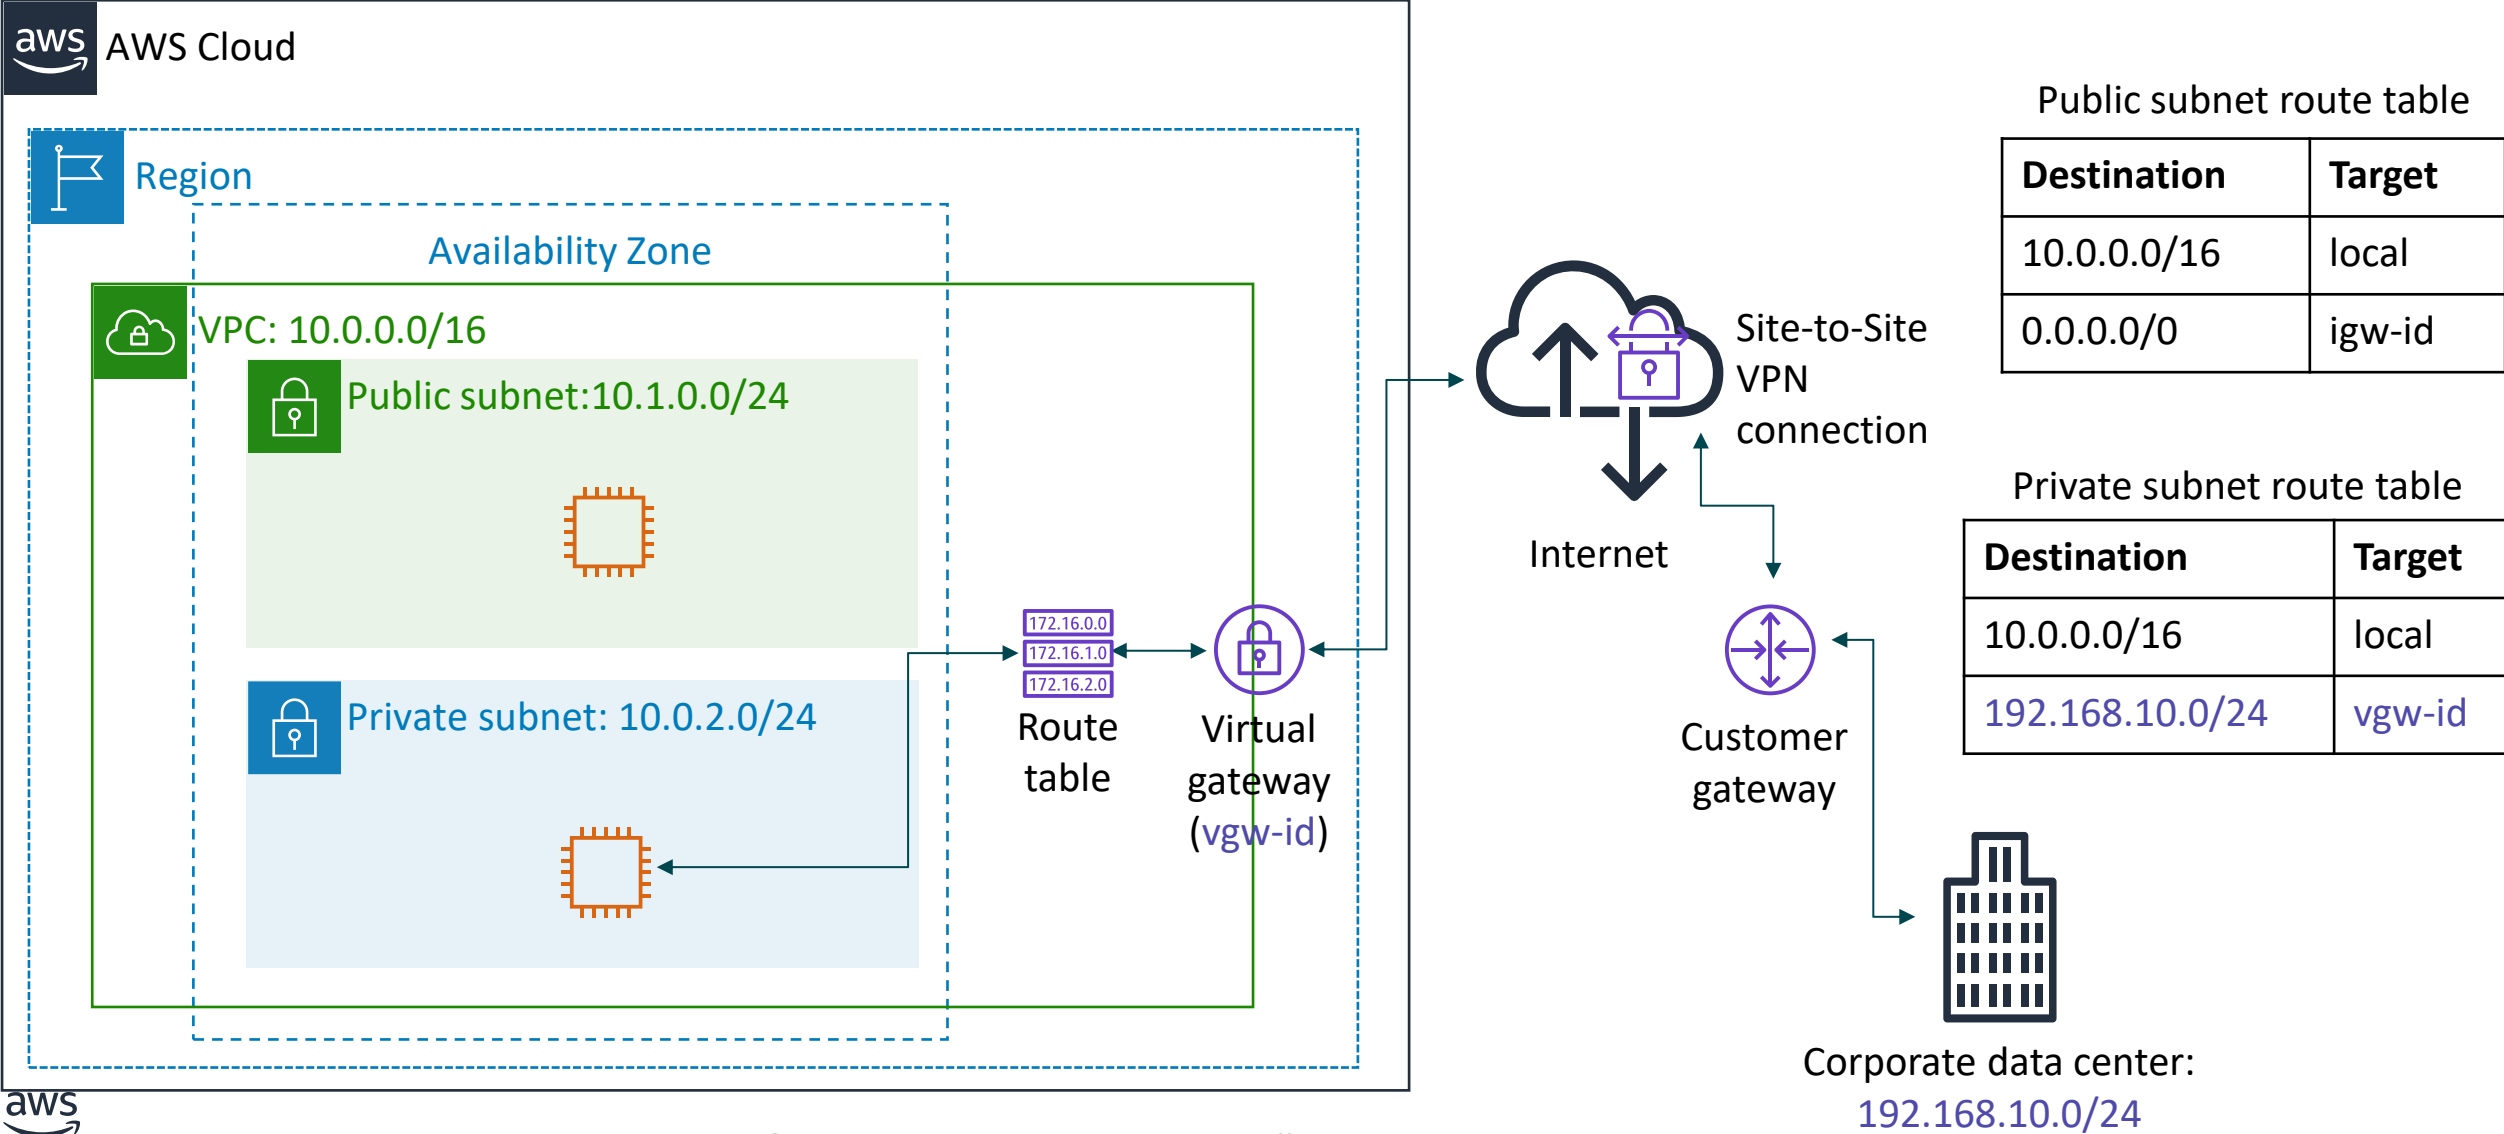 aws AWS Cloud
Region
Availability Zone
VPC: 10.0.0.0/16
Public subnet:10.1.0.0/24
Private subnet: 10.0.2.0/24
172.16.0.0
172.16.1.0
172.16.2.0
Route
table
Virtual
gateway
(vgw-id)
Site-to-Site
VPN
connection
Internet
Customer
gateway
Corporate data center:
192.168.10.0/24
Public subnet route table
Destination Target
10.0.0.0/16 local
0.0.0.0/0 igw-id
Private subnet route table
Destination Target
10.0.0.0/16 local
192.168.10.0/24 vgw-id
aws